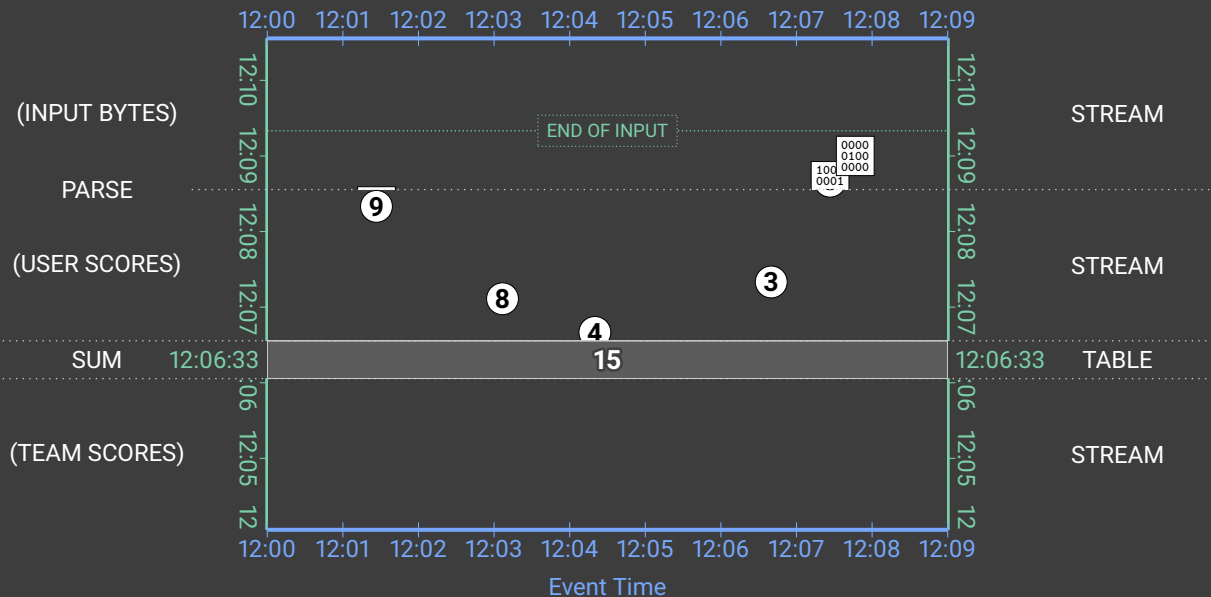 12:00 12:01 12:02 12:03 12:04 12:05 12:06 12:07 12:08 12:09
12:10
12:10
(INPUT BYTES)
STREAM
END OF INPUT
12:09
12:09
0000
0100
0000
100
0001
PARSE
9
12:08
12:08
(USER SCORES)
STREAM
3
8
12:07
12:07
4
SUM
12:06:33
15
12:06:33
TABLE
:06
:06
(TEAM SCORES)
12:05
12:05
STREAM
12
12
12:00 12:01 12:02 12:03 12:04 12:05 12:06 12:07 12:08 12:09
Event Time